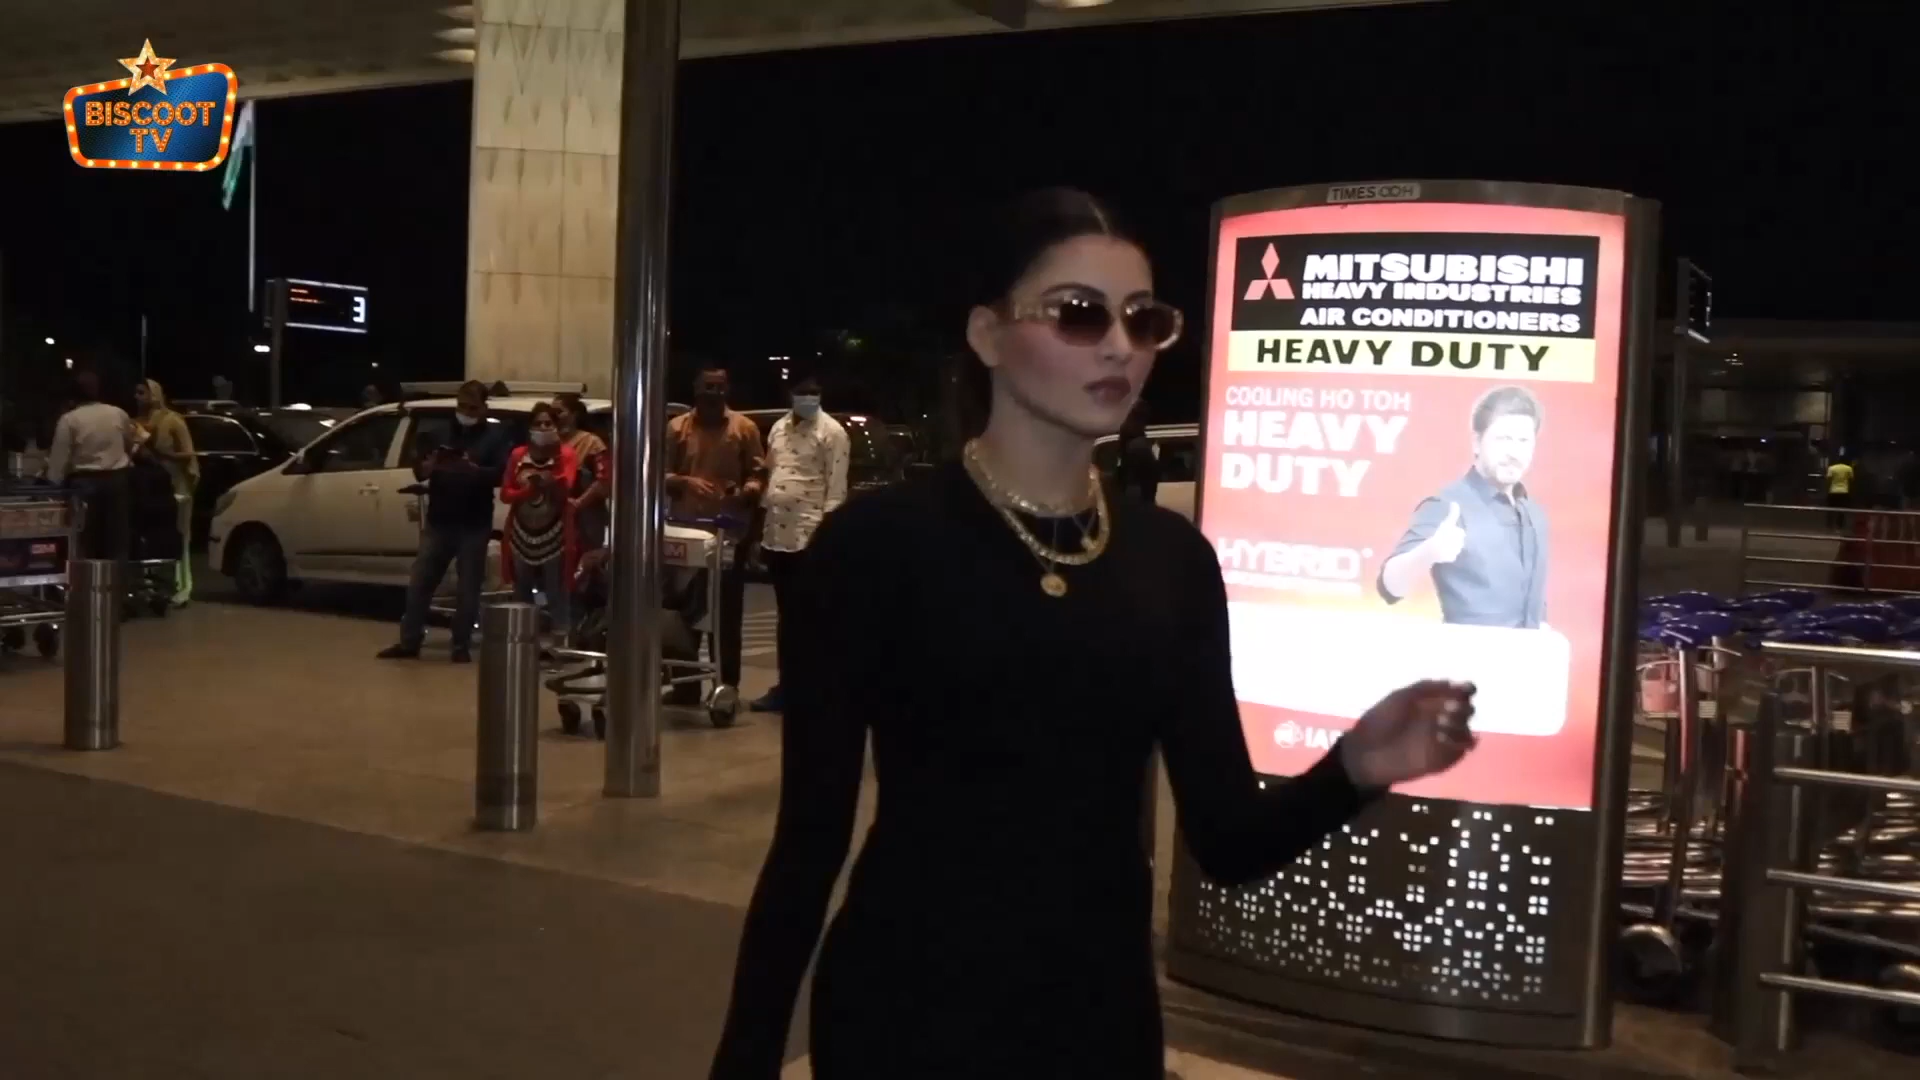 BISCOOT
TV
3
TIMES OOH
MITSUBISHI
HEAVY INDUSTRIES
AIR CONDITIONERS
HEAVY DUTY
COOLING HO TOH
HEAVY
DUTY
HYBRID